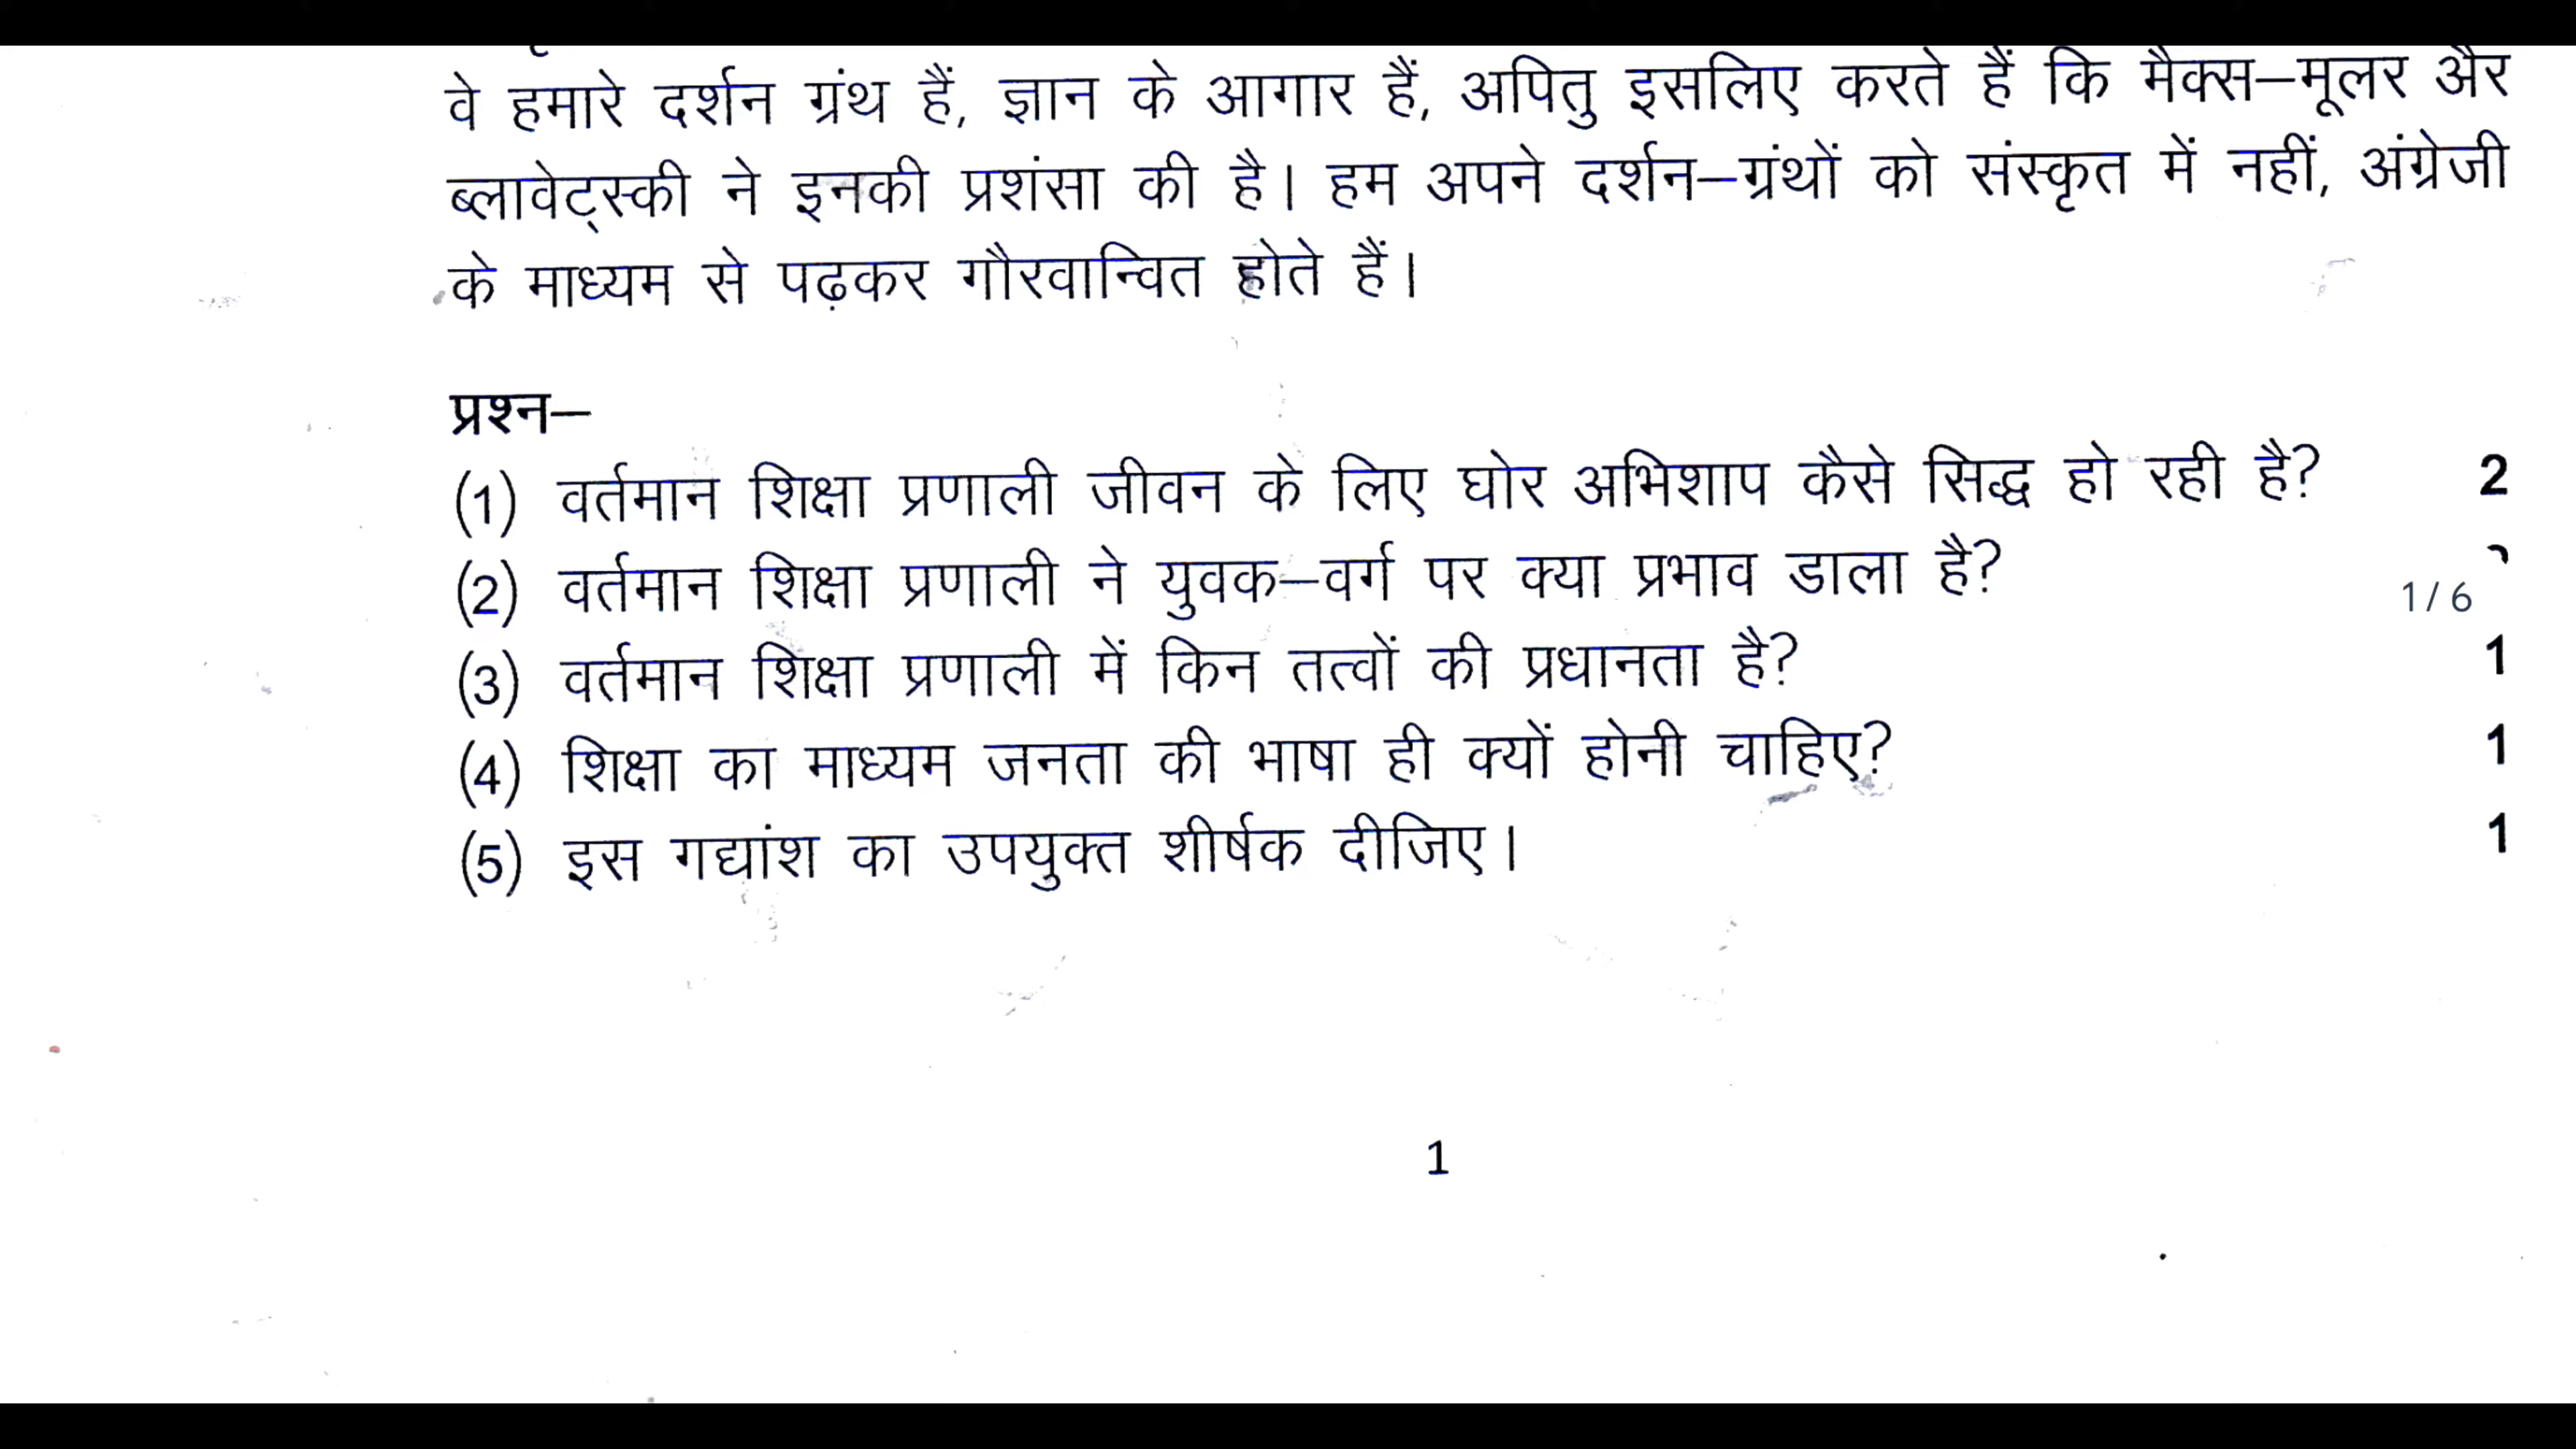 वे हमारे दर्शन ग्रंथ हैं, ज्ञान के आगार हैं, अपितु इसलिए करते हैं कि मैक्स–मूलर और
ब्लावेट्स्की ने इनकी प्रशंसा की है। हम अपने दर्शन–ग्रंथों को संस्कृत में नहीं, अंग्रेजी
के माध्यम से पढ़कर गौरवान्वित होते हैं।
प्रश्न–
(1) वर्तमान शिक्षा प्रणाली जीवन के लिए घोर अभिशाप कैसे सिद्ध हो रही है? 2
(2) वर्तमान शिक्षा प्रणाली ने युवक–वर्ग पर क्या प्रभाव डाला है?
1 / 6
(3) वर्तमान शिक्षा प्रणाली में किन तत्वों की प्रधानता है? 1
(4) शिक्षा का माध्यम जनता की भाषा ही क्यों होनी चाहिए? 1
(5) इस गद्यांश का उपयुक्त शीर्षक दीजिए। 1
1